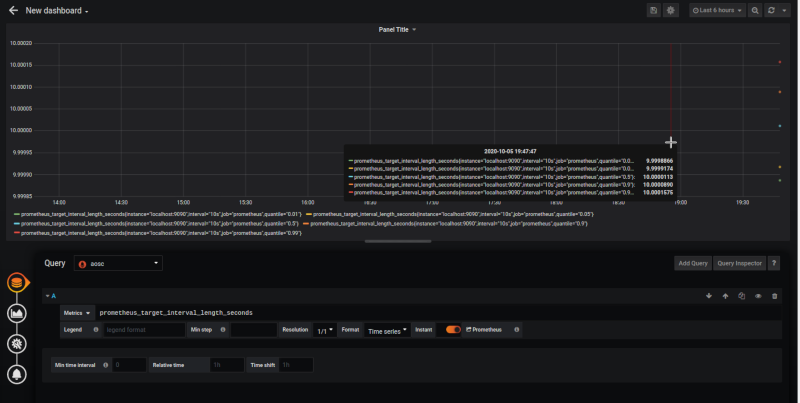 New dashboard
Last 6 hours
Panel Title
10.00020
10.00015
10.00010
10.00005
10.00000
9.99995
9.99990
9.99985
14:00 14:30 15:00 15:30 16:00 16:30 17:00 17:30 18:00 18:30 19:00 19:30
2020-10-05 19:47:47
prometheus_target_interval_length_seconds{instance="localhost:9090",interval="10s",job="prometheus",quantile="0.0... 9.9998866
prometheus_target_interval_length_seconds{instance="localhost:9090",interval="10s",job="prometheus",quantile="0.0... 9.9999174
prometheus_target_interval_length_seconds{instance="localhost:9090",interval="10s",job="prometheus",quantile="0.5"}: 10.0000113
prometheus_target_interval_length_seconds{instance="localhost:9090",interval="10s",job="prometheus",quantile="0.9"}: 10.0000890
prometheus_target_interval_length_seconds{instance="localhost:9090",interval="10s",job="prometheus",quantile="0.9... 10.0001575
prometheus_target_interval_length_seconds{instance="localhost:9090",interval="10s",job="prometheus",quantile="0.01"} prometheus_target_interval_length_seconds{instance="localhost:9090",interval="10s",job="prometheus",quantile="0.05"}
prometheus_target_interval_length_seconds{instance="localhost:9090",interval="10s",job="prometheus",quantile="0.5"} prometheus_target_interval_length_seconds{instance="localhost:9090",interval="10s",job="prometheus",quantile="0.9"}
prometheus_target_interval_length_seconds{instance="localhost:9090",interval="10s",job="prometheus",quantile="0.99"}
Query aosc Add Query Query Inspector ?
A
Metrics prometheus_target_interval_length_seconds
Legend legend format Min step Resolution 1/1 Format Time series Instant Prometheus
Min time interval 0 Relative time 1h Time shift 1h